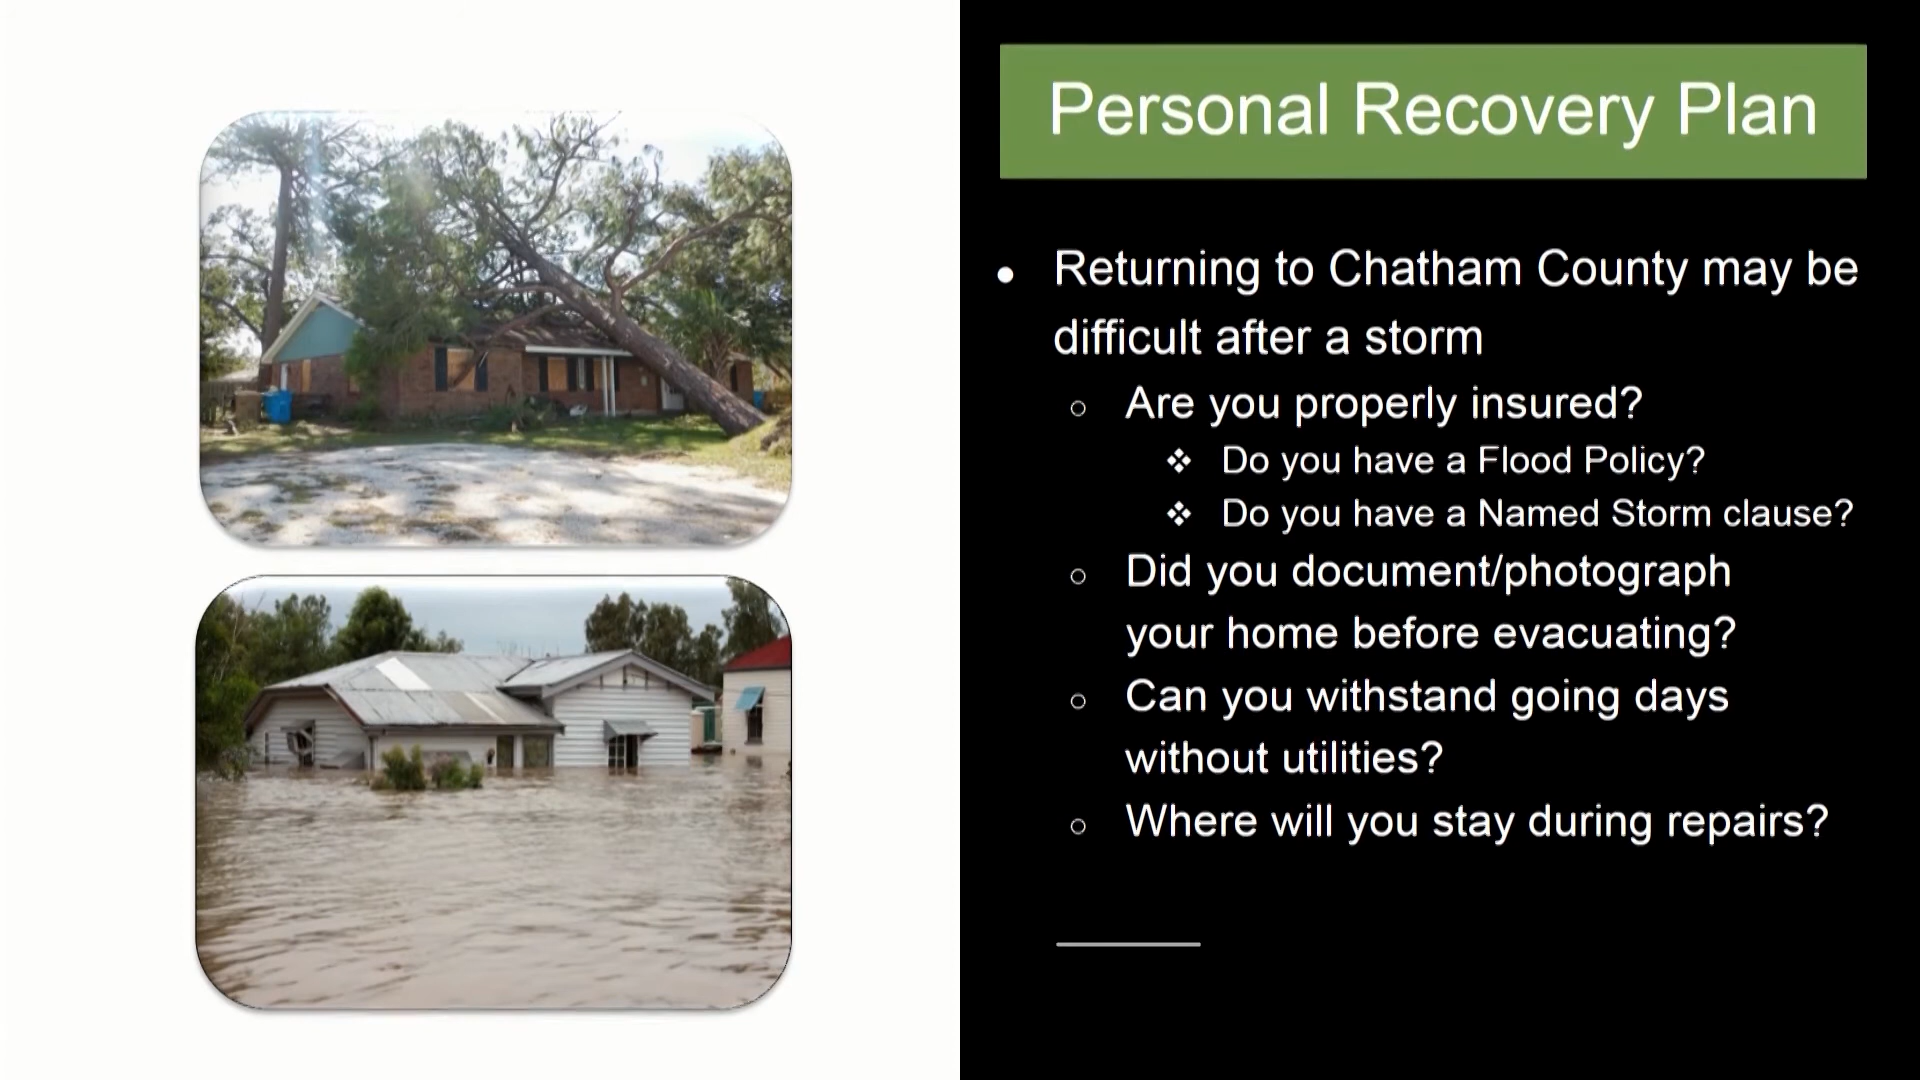 Personal Recovery Plan
● Returning to Chatham County may be
difficult after a storm
○ Are you properly insured?
❖ Do you have a Flood Policy?
❖ Do you have a Named Storm clause?
○ Did you document/photograph
your home before evacuating?
○ Can you withstand going days
without utilities?
○ Where will you stay during repairs?